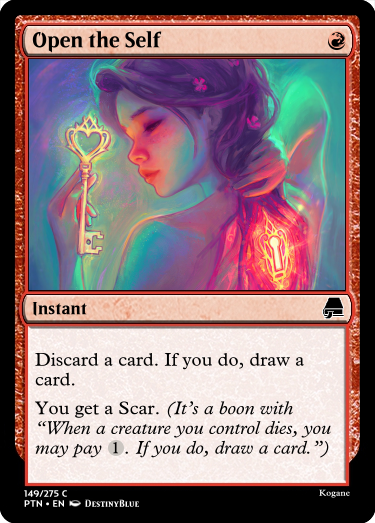 Open the Self
Instant
Discard a card. If you do, draw a
card.
You get a Scar. (It's a boon with
“When a creature you control dies, you
may pay 1. If you do, draw a card.”)
149/275 C
Kogane
PTN • EN DestinyBlue